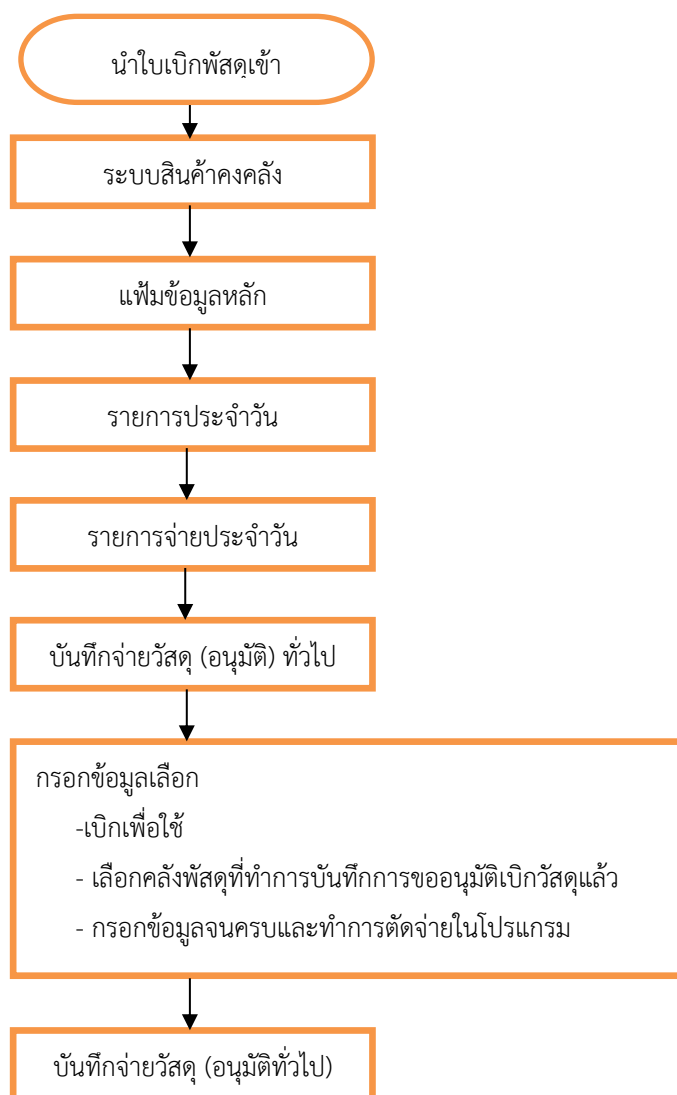 นำใบเบิกพัสดุเข้า
ระบบสินค้าคงคลัง
แฟ้มข้อมูลหลัก
รายการประจำวัน
รายการจ่ายประจำวัน
บันทึกจ่ายวัสดุ (อนุมัติ) ทั่วไป
กรอกข้อมูลเลือก
-เบิกเพื่อใช้
- เลือกคลังพัสดุที่ทำการบันทึกการขออนุมัติเบิกวัสดุแล้ว
- กรอกข้อมูลจนครบและทำการตัดจ่ายในโปรแกรม
บันทึกจ่ายวัสดุ (อนุมัติทั่วไป)